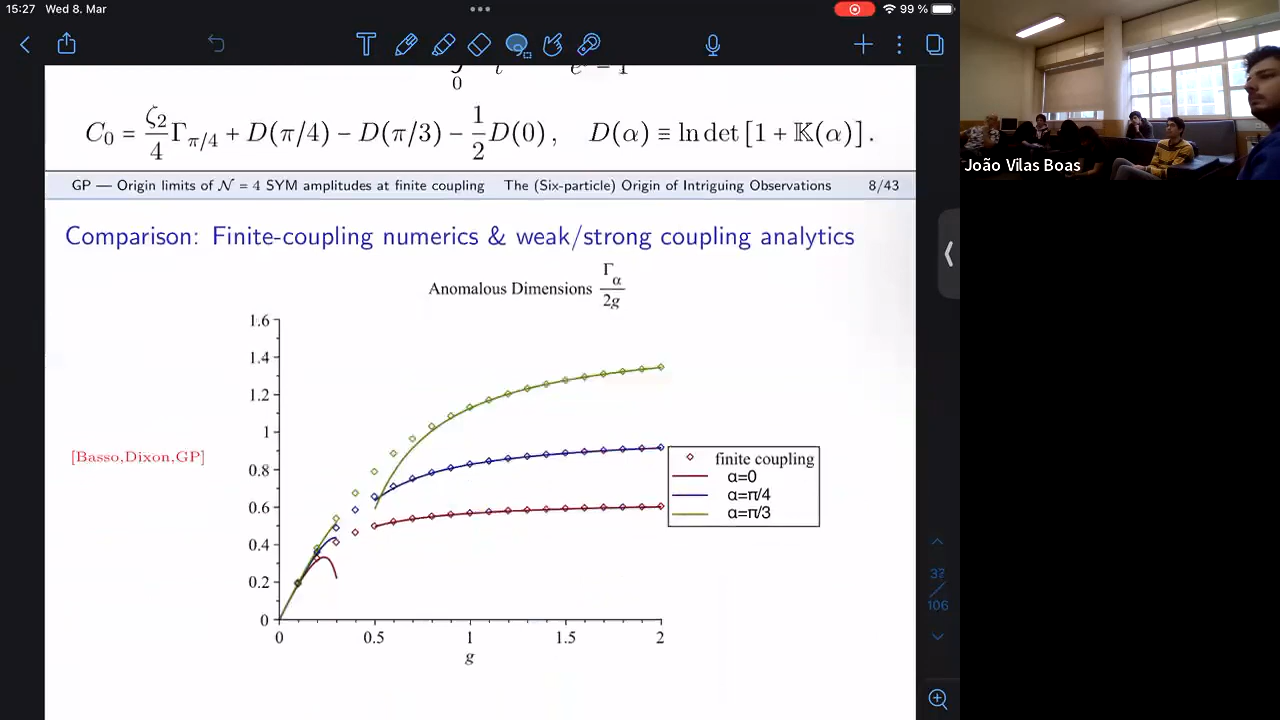 15:27 Wed 8. Mar
99 %
0 t e − 1
C₀ = ζ₂/4 Γ_{π/4} + D(π/4) − D(π/3) − 1/2 D(0) , D(α) ≡ ln det [1 + 𝕂(α)] .
GP — Origin limits of 𝒩 = 4 SYM amplitudes at finite coupling The (Six-particle) Origin of Intriguing Observations 8/43
João Vilas Boas
Comparison: Finite-coupling numerics & weak/strong coupling analytics
Anomalous Dimensions Γ_α/2g
1.6
1.4
1.2
1
0.8
0.6
0.4
0.2
0
[Basso,Dixon,GP]
finite coupling
α=0
α=π/4
α=π/3
0 0.5 1 1.5 2
g
106